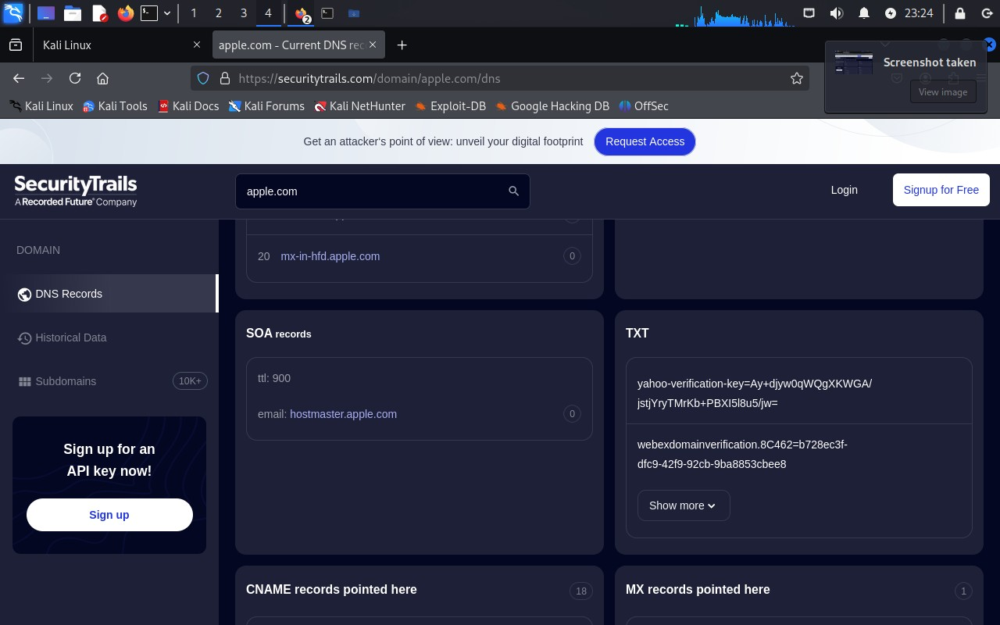 1
2
3
4
2
23:24
Kali Linux
apple.com - Current DNS rec
Screenshot taken
View image
https://securitytrails.com/domain/apple.com/dns
Kali Linux
Kali Tools
Kali Docs
Kali Forums
Kali NetHunter
Exploit-DB
Google Hacking DB
OffSec
Get an attacker's point of view: unveil your digital footprint
Request Access
SecurityTrails
A Recorded Future® Company
apple.com
Login
Signup for Free
DOMAIN
DNS Records
Historical Data
Subdomains
10K+
Sign up for an
API key now!
Sign up
20 mx-in-hfd.apple.com 0
SOA records
ttl: 900
email: hostmaster.apple.com 0
TXT
yahoo-verification-key=Ay+djyw0qWQgXKWGA/
jstjYryTMrKb+PBXI5l8u5/jw=
webexdomainverification.8C462=b728ec3f-
dfc9-42f9-92cb-9ba8853cbee8
Show more
CNAME records pointed here 18
MX records pointed here 1